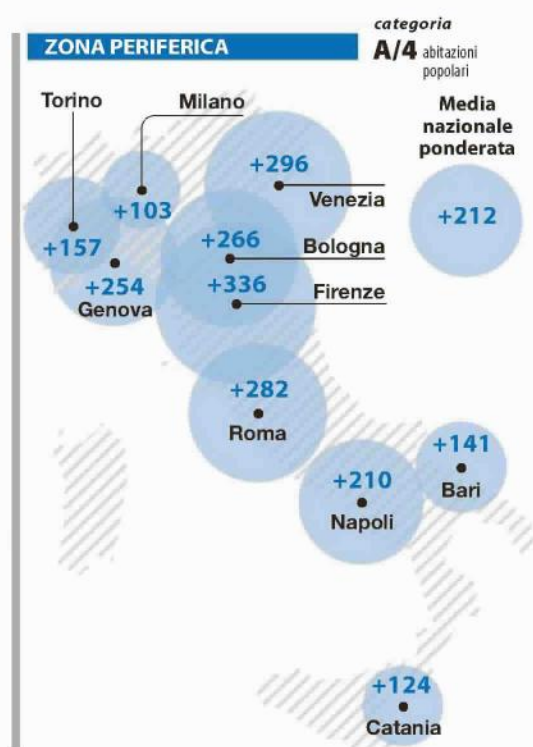 categoria
ZONA PERIFERICA
A/4 abitazioni
popolari
Torino
Milano
Media
nazionale
ponderata
+296
+103
Venezia
+212
+157
+266
Bologna
+254
+336
Genova
Firenze
+282
Roma
+141
+210
Bari
Napoli
+124
Catania